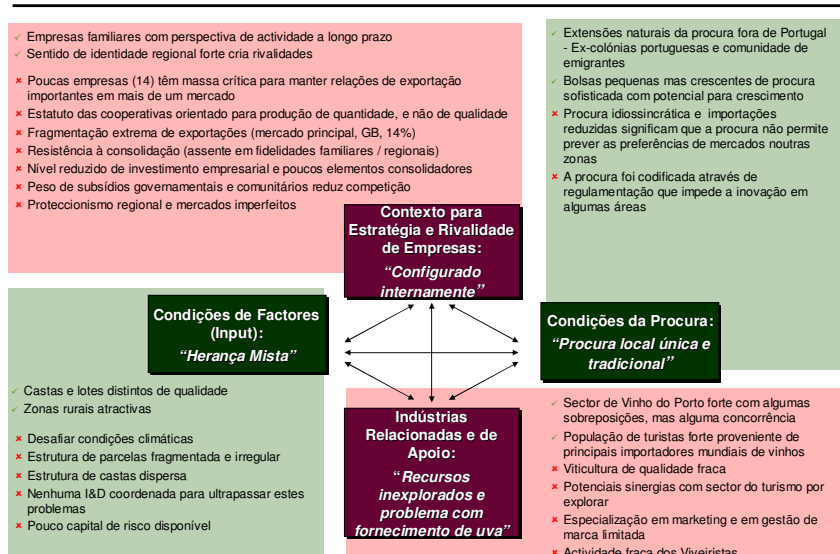 Empresas familiares com perspectiva de actividade a longo prazo
Sentido de identidade regional forte cria rivalidades
Poucas empresas (14) têm massa crítica para manter relações de exportação
importantes em mais de um mercado
Estatuto das cooperativas orientado para produção de quantidade, e não de qualidade
Fragmentação extrema de exportações (mercado principal, GB, 14%)
Resistência à consolidação (assente em fidelidades familiares / regionais)
Nível reduzido de investimento empresarial e poucos elementos consolidadores
Peso de subsídios governamentais e comunitários reduz competição
Proteccionismo regional e mercados imperfeitos
Extensões naturais da procura fora de Portugal
- Ex-colónias portuguesas e comunidade de
emigrantes
Bolsas pequenas mas crescentes de procura
sofisticada com potencial para crescimento
Procura idiossincrática e importações
reduzidas significam que a procura não permite
prever as preferências de mercados noutras
zonas
A procura foi codificada através de
regulamentação que impede a inovação em
algumas áreas
Contexto para
Estratégia e Rivalidade
de Empresas:
“Configurado
internamente”
Condições de Factores
(Input):
“Herança Mista”
Condições da Procura:
“Procura local única e
tradicional”
Castas e lotes distintos de qualidade
Zonas rurais atractivas
Desafiar condições climáticas
Estrutura de parcelas fragmentada e irregular
Estrutura de castas dispersa
Nenhuma I&D coordenada para ultrapassar estes
problemas
Pouco capital de risco disponível
Indústrias
Relacionadas e de
Apoio:
“Recursos
inexplorados e
problema com
fornecimento de uva”
Sector de Vinho do Porto forte com algumas
sobreposições, mas alguma concorrência
População de turistas forte proveniente de
principais importadores mundiais de vinhos
Viticultura de qualidade fraca
Potenciais sinergias com sector do turismo por
explorar
Especialização em marketing e em gestão de
marca limitada
Actividade fraca dos Viveiristas